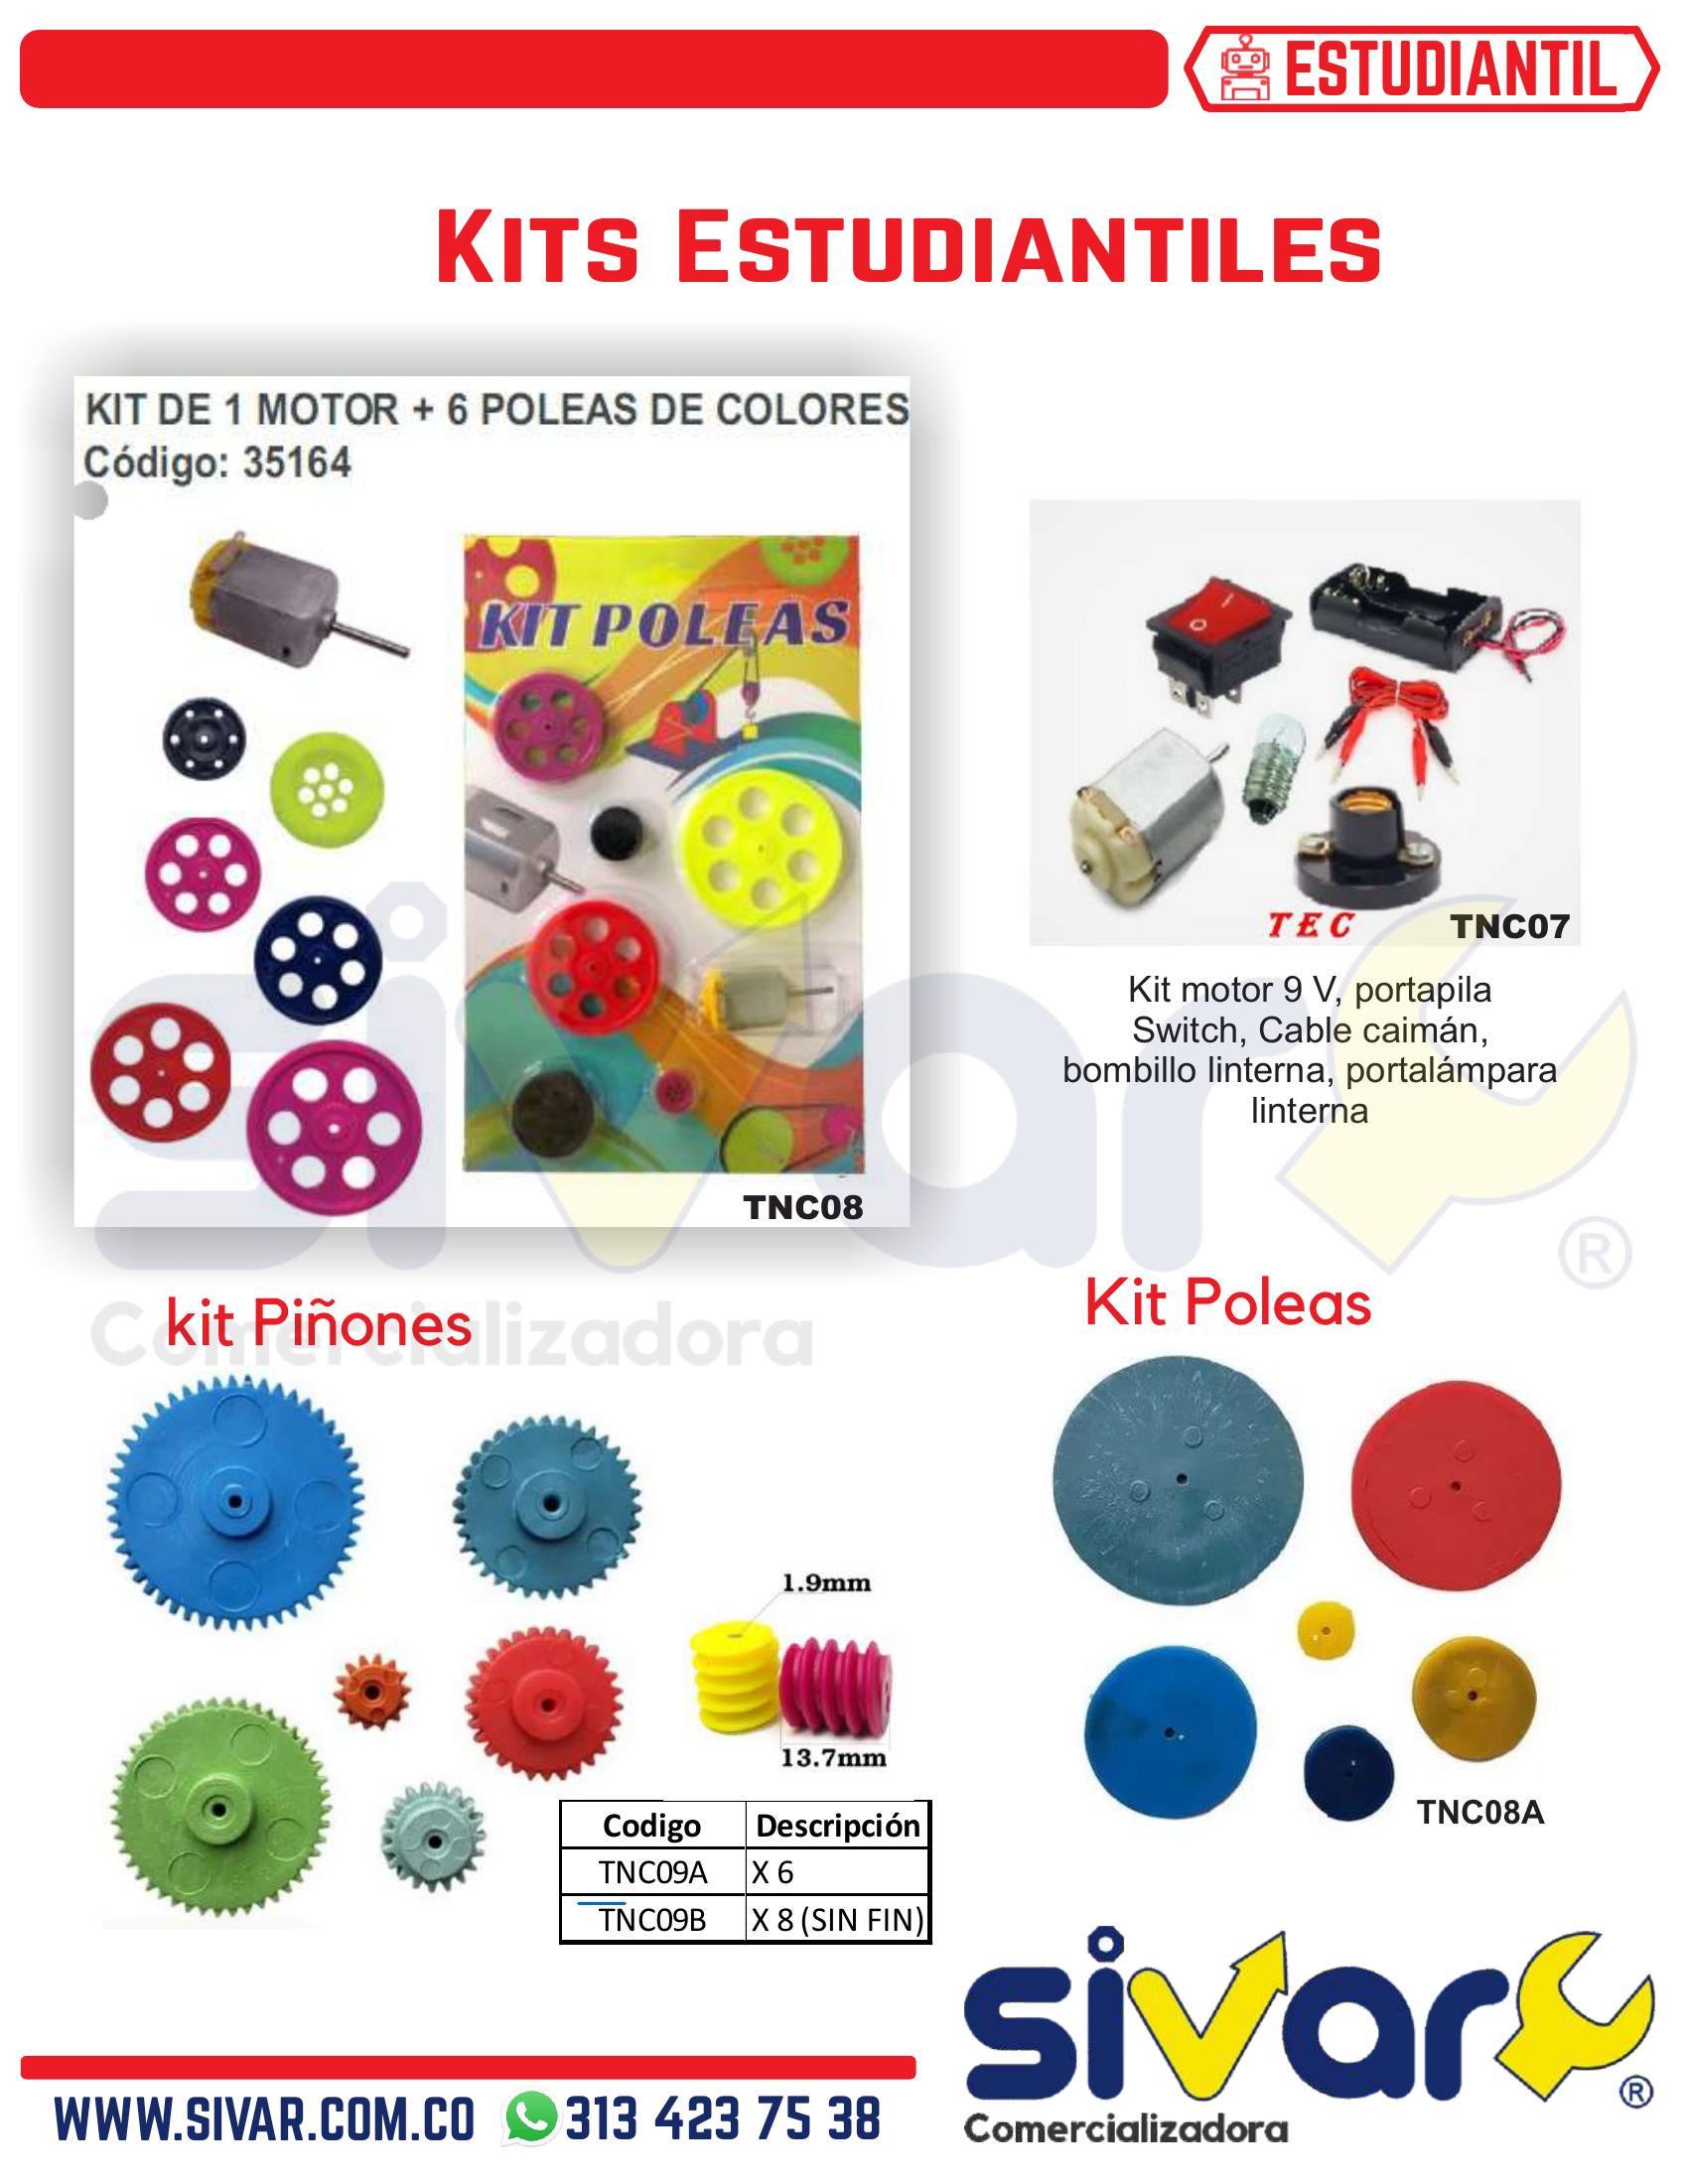 ESTUDIANTIL
KITS ESTUDIANTILES
KIT DE 1 MOTOR + 6 POLEAS DE COLORES
Código: 35164
KIT POLEAS
TNC08
TEC
TNC07
Kit motor 9 V, portapila
Switch, Cable caimán,
bombillo linterna, portalámpara
linterna
kit Piñones
Kit Poleas
1.9mm
13.7mm
Codigo Descripción
TNC09A X 6
TNC09B X 8 (SIN FIN)
TNC08A
sivar
®
Comercializadora
sivar
®
Comercializadora
WWW.SIVAR.COM.CO 313 423 75 38